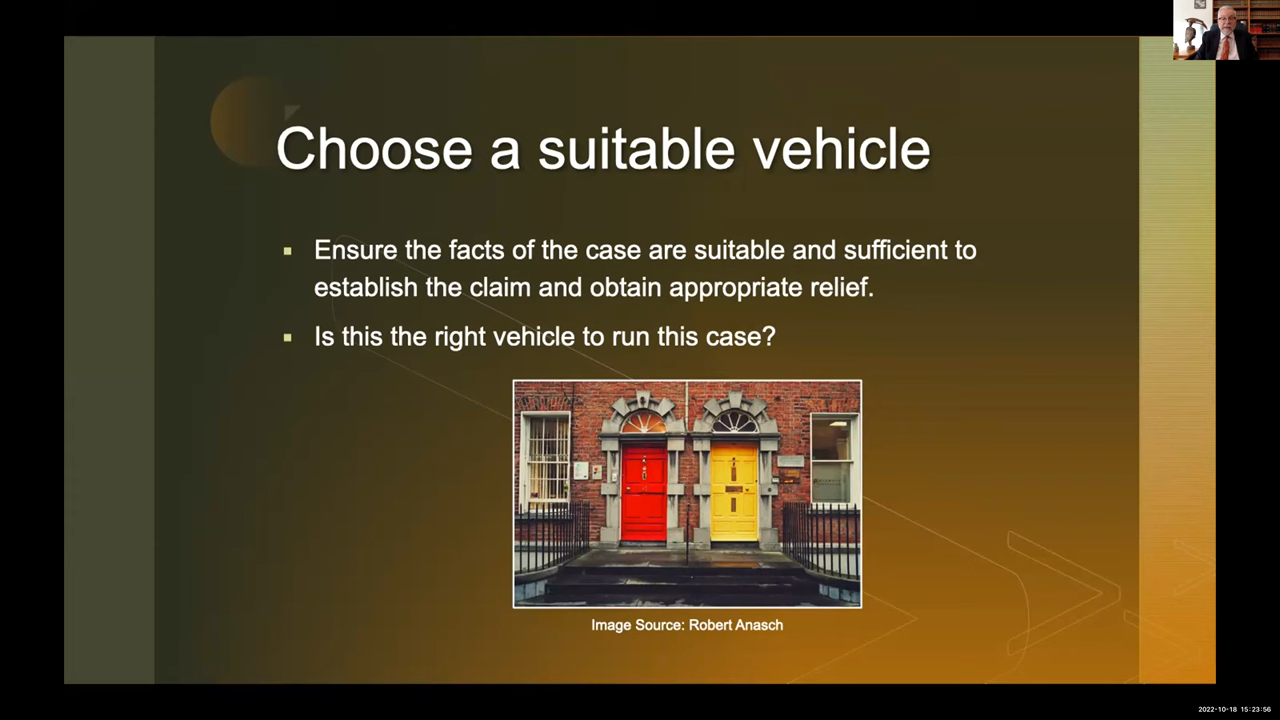 Choose a suitable vehicle
Ensure the facts of the case are suitable and sufficient to
establish the claim and obtain appropriate relief.
Is this the right vehicle to run this case?
Image Source: Robert Anasch
2022-10-18 15:23:56